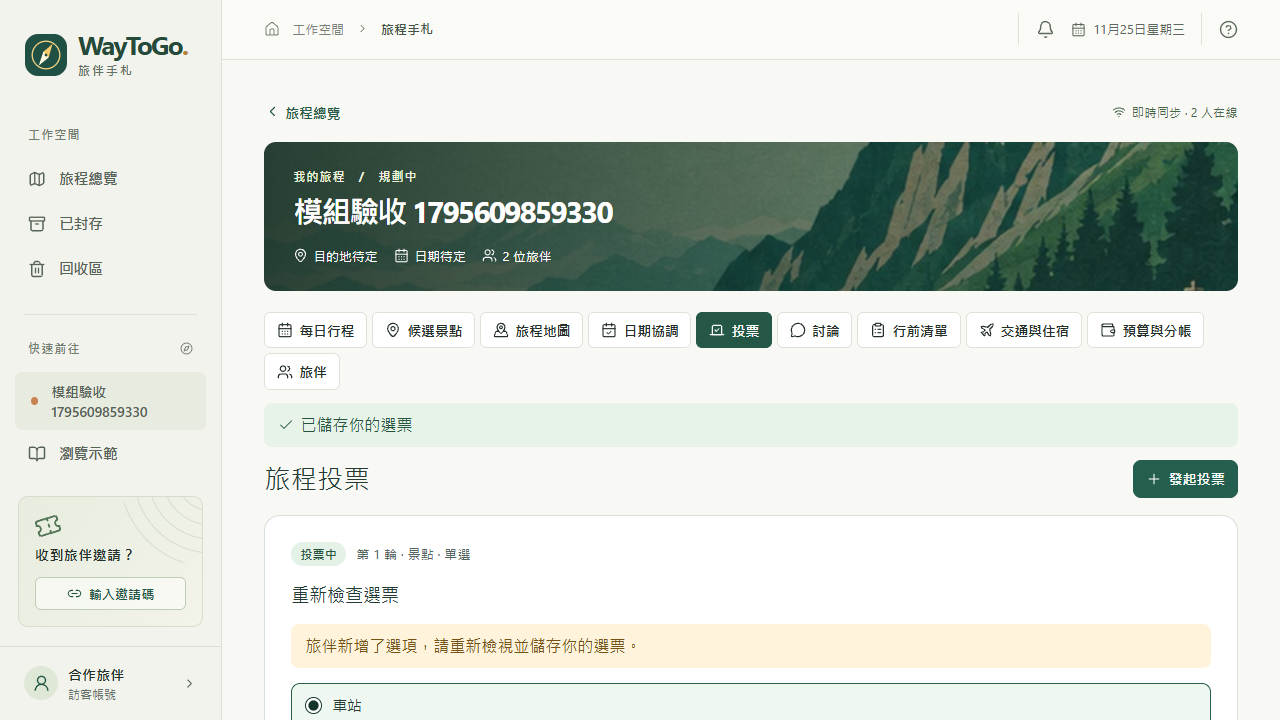 WayToGo.
旅伴手札
工作空間
旅程總覽
已封存
回收區
快速前往
模組驗收
1795609859330
瀏覽示範
收到旅伴邀請？
輸入邀請碼
合作旅伴
訪客帳號
工作空間
旅程手札
11月25日星期三
旅程總覽
即時同步 · 2 人在線
我的旅程 / 規劃中
模組驗收 1795609859330
目的地待定
日期待定
2 位旅伴
每日行程
候選景點
旅程地圖
日期協調
投票
討論
行前清單
交通與住宿
預算與分帳
旅伴
已儲存你的選票
旅程投票
發起投票
投票中
第 1 輪 · 景點 · 單選
重新檢查選票
旅伴新增了選項，請重新檢視並儲存你的選票。
車站